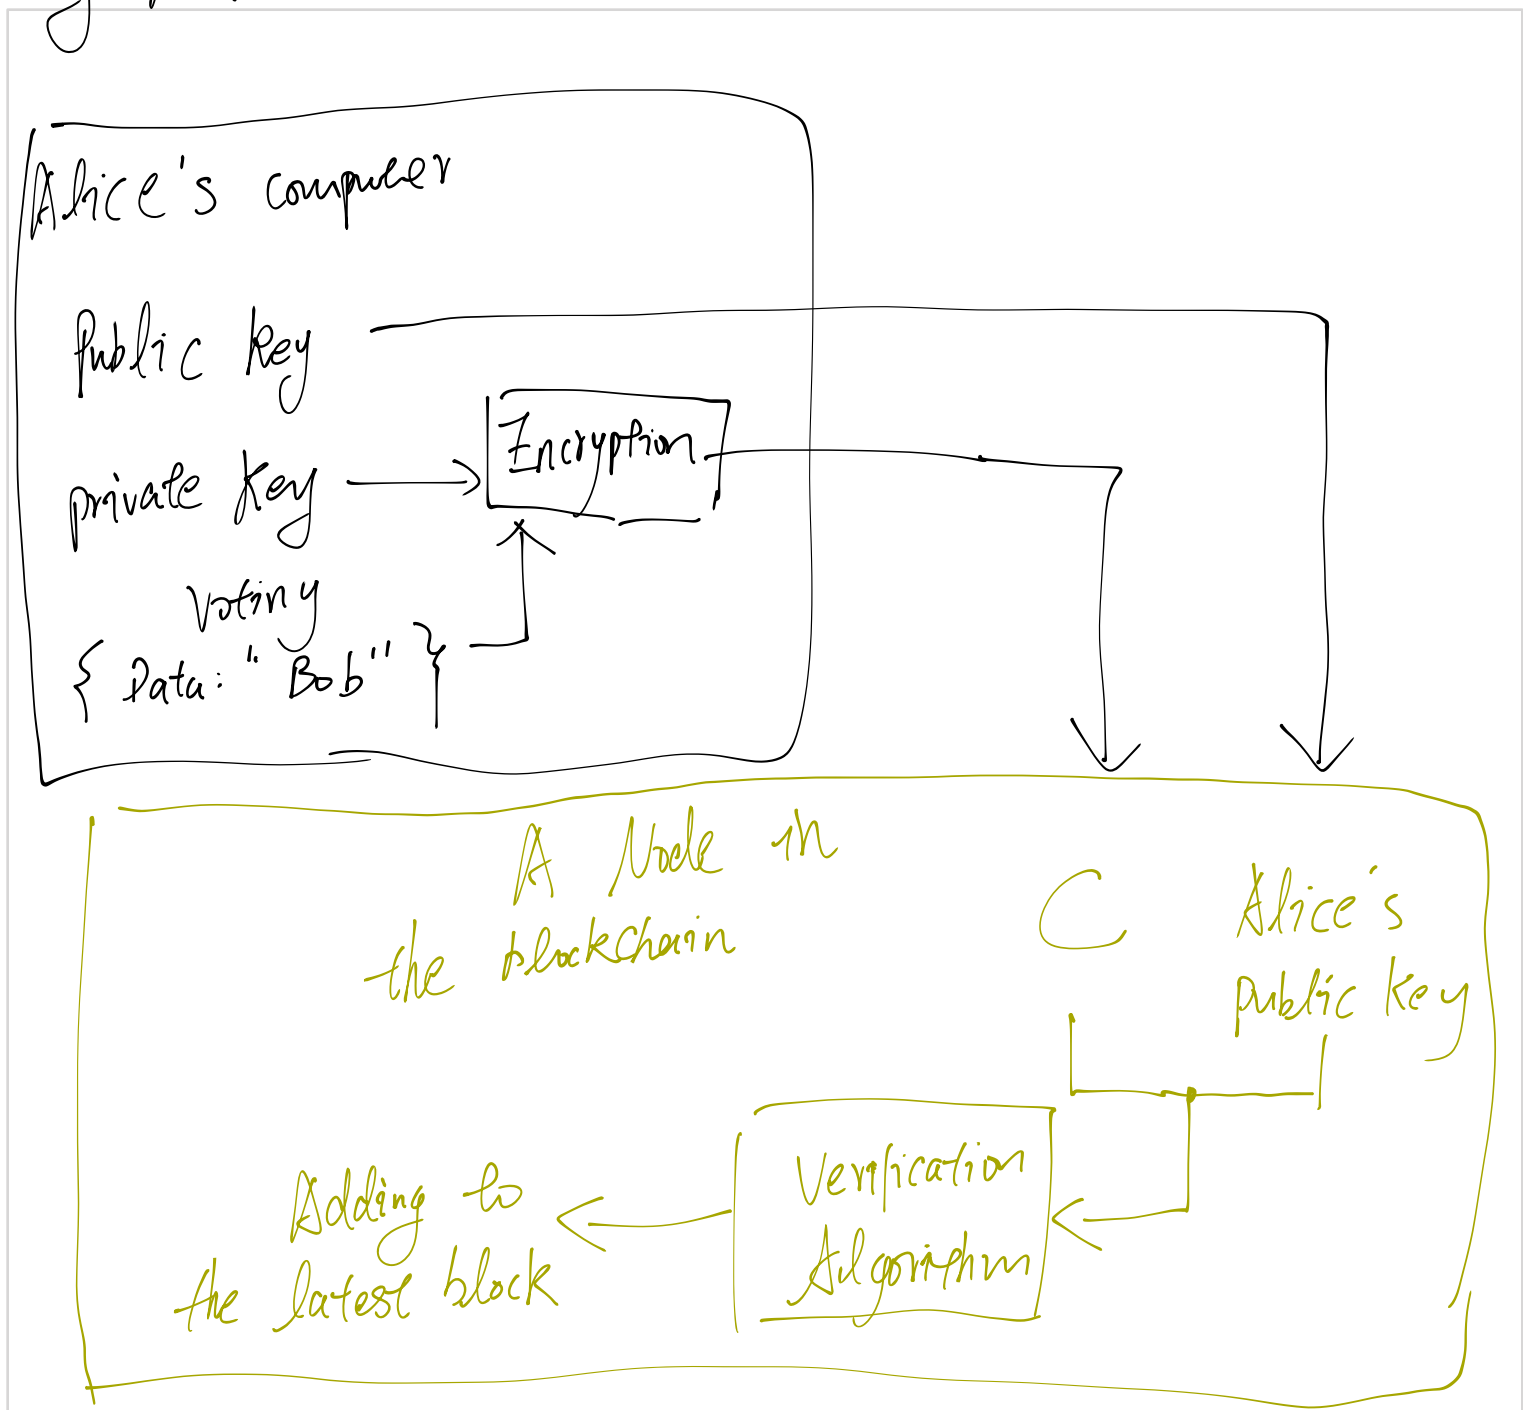 Alice's computer
Public key
Encryption
private key
Voting
{ Data: "Bob" }
A Node in
the blockchain
C
Alice's
public key
Verification
Algorithm
Adding to
the latest block